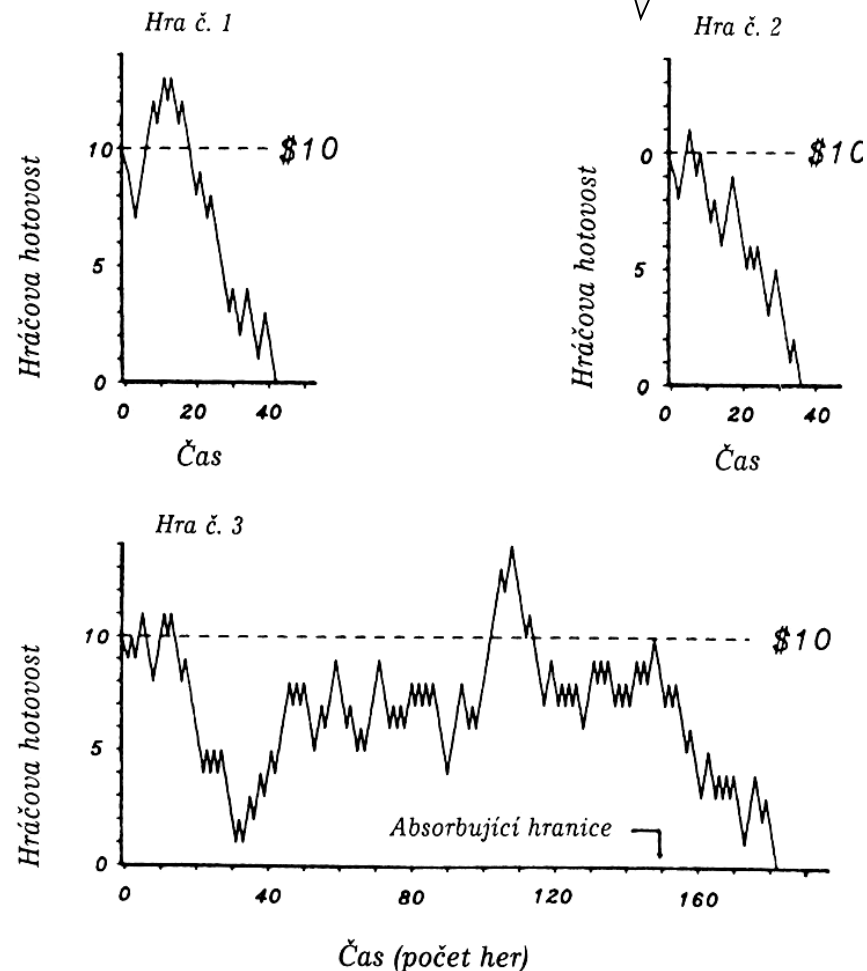 Hra č. 1
Hráčova hotovost
10
5
0
$10
0 20 40
Čas
Hra č. 2
Hráčova hotovost
0
5
0
$10
0 20 40
Čas
Hra č. 3
Hráčova hotovost
10
5
0
$10
Absorbující hranice
0 40 80 120 160
Čas (počet her)